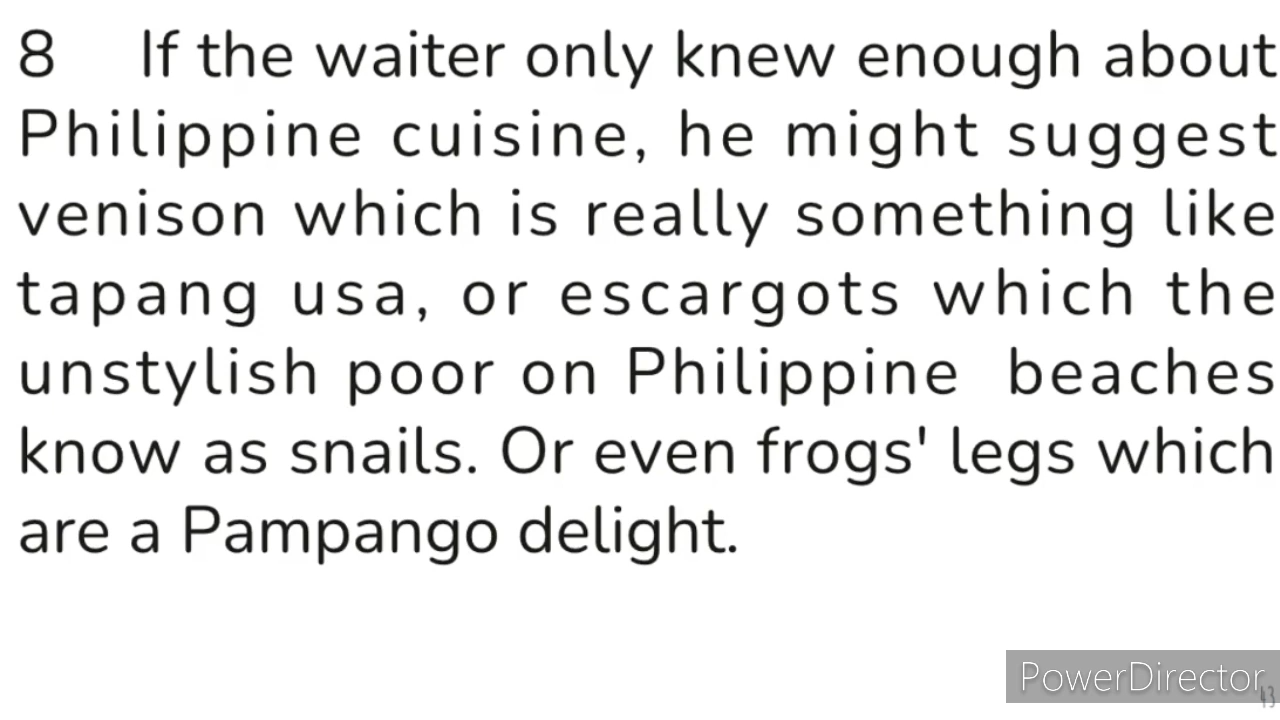 8 If the waiter only knew enough about
Philippine cuisine, he might suggest
venison which is really something like
tapang usa, or escargots which the
unstylish poor on Philippine beaches
know as snails. Or even frogs' legs which
are a Pampango delight.
PowerDirector
43